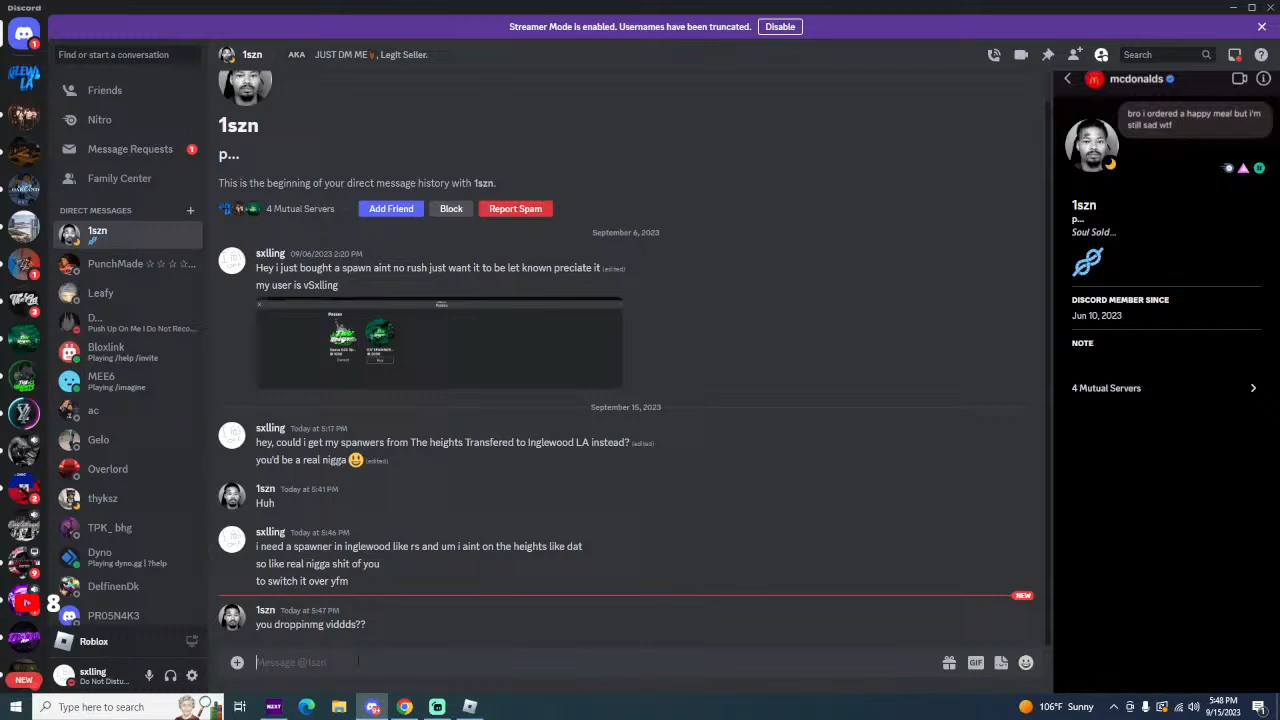 Discord
Streamer Mode is enabled. Usernames have been truncated. Disable
Find or start a conversation
1szn AKA JUST DM ME, Legit Seller.
Search
mcdonalds
Friends
Nitro
Message Requests 1
Family Center
DIRECT MESSAGES +
1szn
PunchMade ☆ ☆ ☆ ☆...
Leafy
D...
Push Up On Me I Do Not Reco...
Bloxlink
Playing /help /invite
MEE6
Playing /imagine
ac
Gelo
Overlord
thyksz
TPK_bhg
Dyno
Playing dyno.gg | ?help
DelfinenDk
PR05N4K3
Roblox
sxlling
Do Not Distu...
NEW
1szn
p...
This is the beginning of your direct message history with 1szn.
4 Mutual Servers Add Friend Block Report Spam
September 6, 2023
sxlling 09/06/2023 2:20 PM
Hey i just bought a spawn aint no rush just want it to be let known preciate it (edited)
my user is vSxlling
Passes
September 15, 2023
sxlling Today at 5:17 PM
hey, could i get my spanwers from The heights Transfered to Inglewood LA instead? (edited)
you'd be a real nigga 😃 (edited)
1szn Today at 5:41 PM
Huh
sxlling Today at 5:46 PM
i need a spawner in inglewood like rs and um i aint on the heights like dat
so like real nigga shit of you
to switch it over yfm
NEW
1szn Today at 5:47 PM
you droppinmg viddds??
Message @1szn
GIF
bro i ordered a happy meal but i'm
still sad wtf
1szn
p...
Soul Sold...
DISCORD MEMBER SINCE
Jun 10, 2023
NOTE
4 Mutual Servers
8
Type here to search
106°F Sunny
5:48 PM
9/15/2023